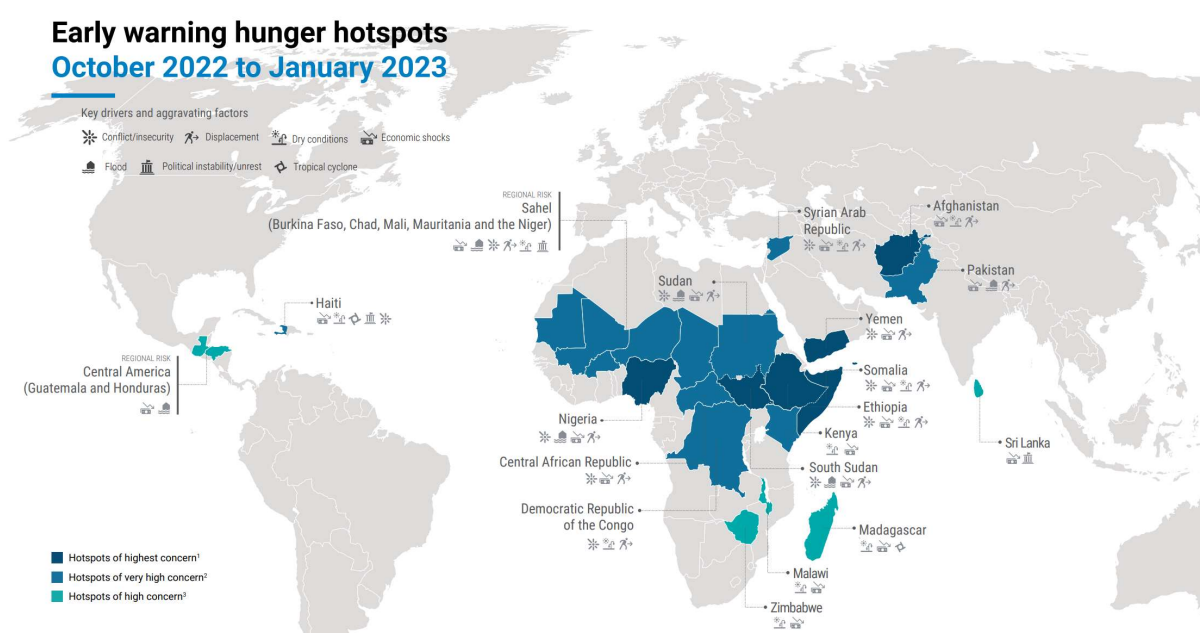 Early warning hunger hotspots
October 2022 to January 2023
Key drivers and aggravating factors
Conflict/insecurity Displacement Dry conditions Economic shocks
Flood Political instability/unrest Tropical cyclone
REGIONAL RISK
Sahel
(Burkina Faso, Chad, Mali, Mauritania and the Niger)
Syrian Arab
Republic
Afghanistan
Pakistan
Sudan
Haiti
Yemen
REGIONAL RISK
Central America
(Guatemala and Honduras)
Somalia
Ethiopia
Nigeria
Kenya
Sri Lanka
Central African Republic
South Sudan
Democratic Republic
of the Congo
Madagascar
Malawi
Zimbabwe
Hotspots of highest concern¹
Hotspots of very high concern²
Hotspots of high concern³